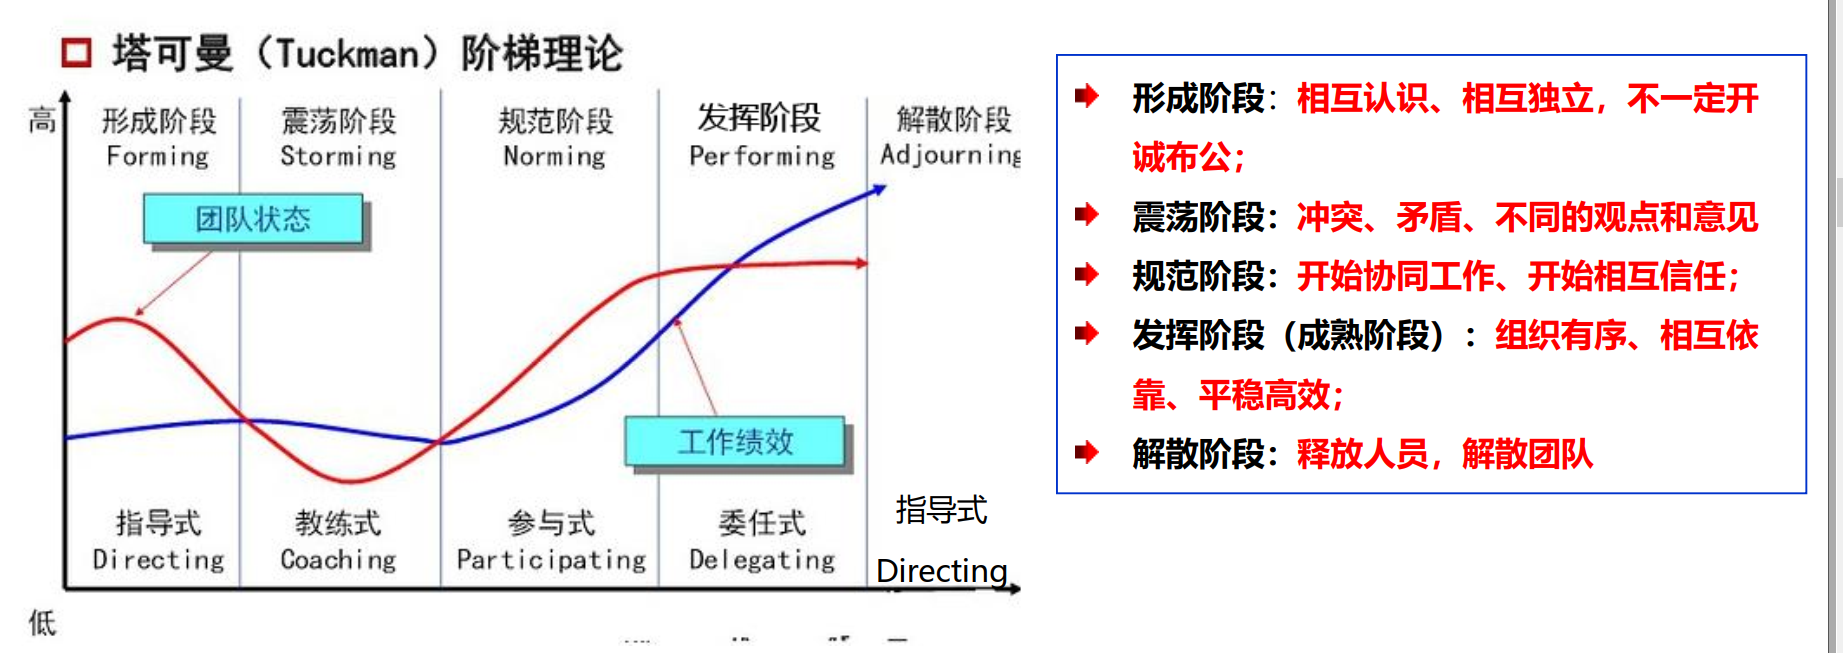 塔可曼（Tuckman）阶梯理论
高
形成阶段
Forming
震荡阶段
Storming
规范阶段
Norming
发挥阶段
Performing
解散阶段
Adjourning
团队状态
工作绩效
指导式
Directing
教练式
Coaching
参与式
Participating
委任式
Delegating
指导式
Directing
低
形成阶段：相互认识、相互独立，不一定开
诚布公；
震荡阶段：冲突、矛盾、不同的观点和意见
规范阶段：开始协同工作、开始相互信任；
发挥阶段（成熟阶段）：组织有序、相互依
靠、平稳高效；
解散阶段：释放人员，解散团队